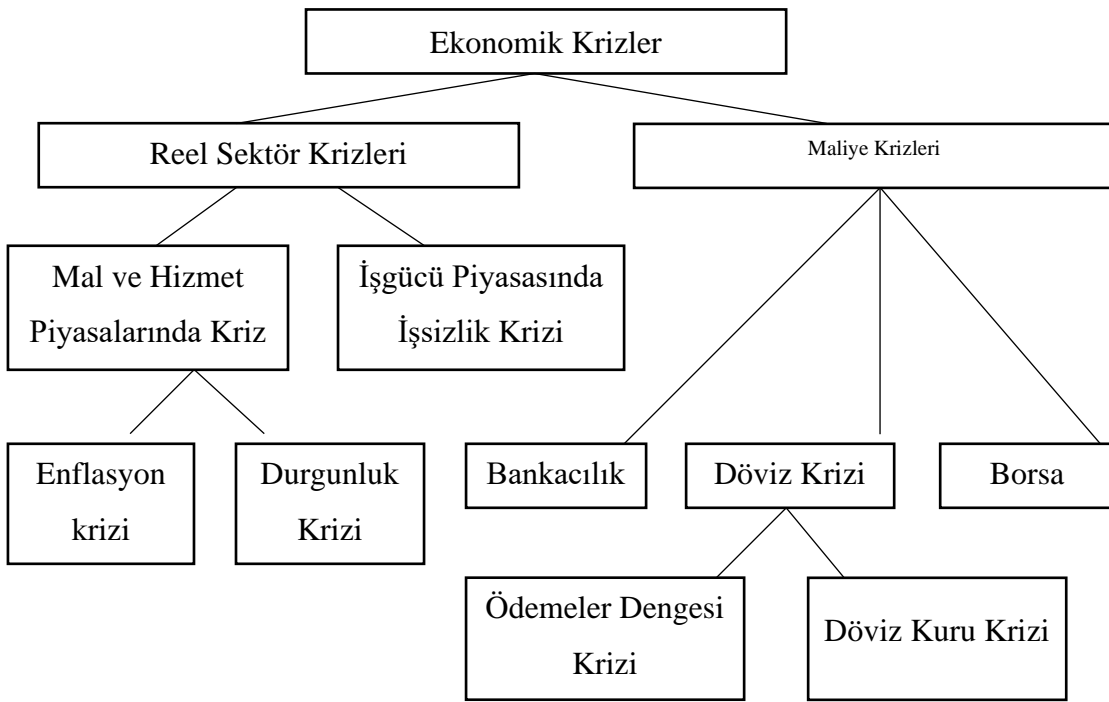 Ekonomik Krizler
Reel Sektör Krizleri
Maliye Krizleri
Mal ve Hizmet
Piyasalarında Kriz
İşgücü Piyasasında
İşsizlik Krizi
Enflasyon
krizi
Durgunluk
Krizi
Bankacılık
Döviz Krizi
Borsa
Ödemeler Dengesi
Krizi
Döviz Kuru Krizi